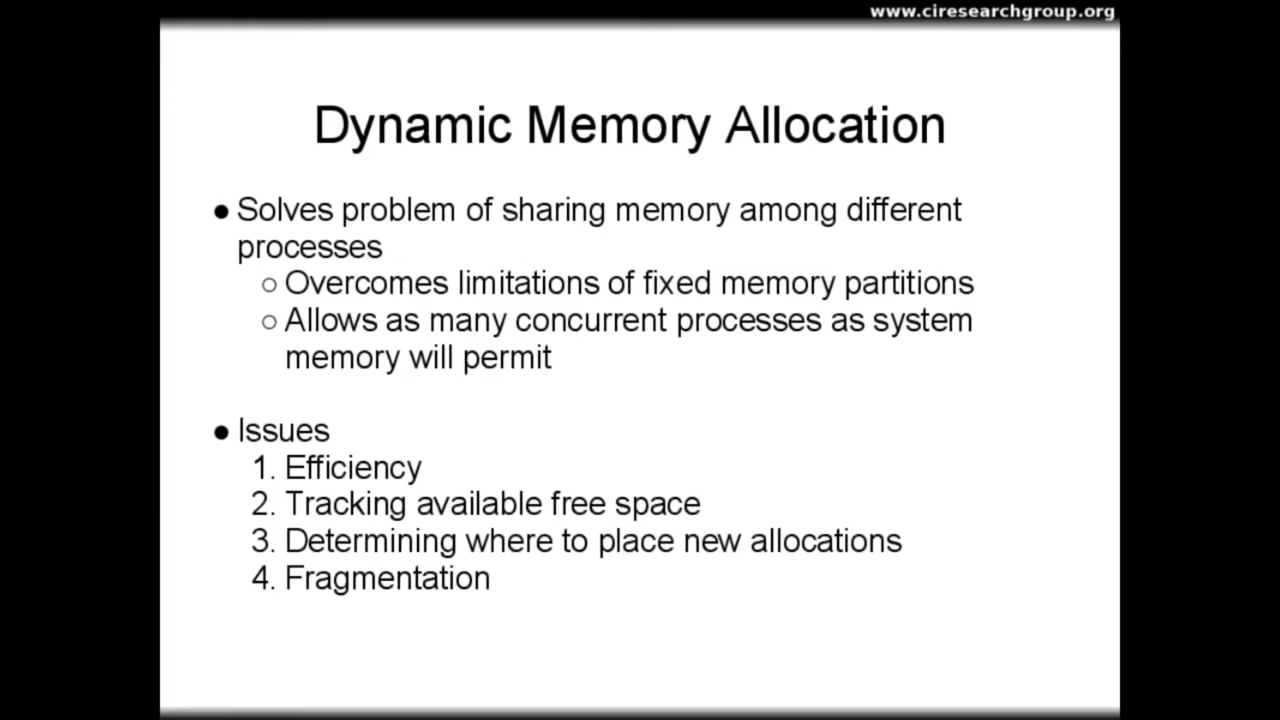 www.ciresearchgroup.org
Dynamic Memory Allocation
● Solves problem of sharing memory among different
processes
○ Overcomes limitations of fixed memory partitions
○ Allows as many concurrent processes as system
memory will permit
● Issues
1. Efficiency
2. Tracking available free space
3. Determining where to place new allocations
4. Fragmentation